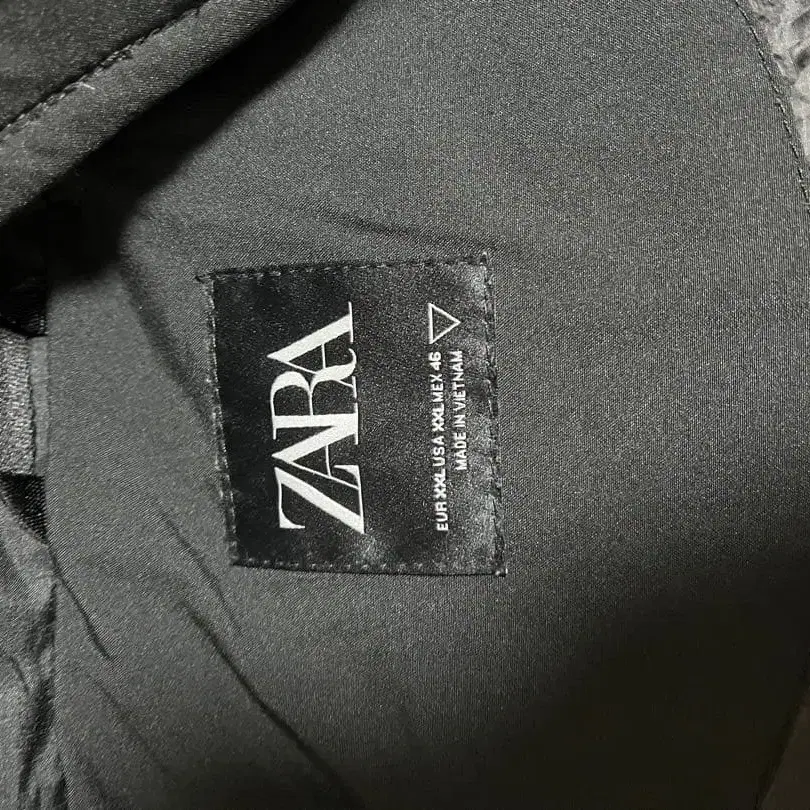 ZARA
EUR XXL USA XXL MEX 46
MADE IN VIETNAM